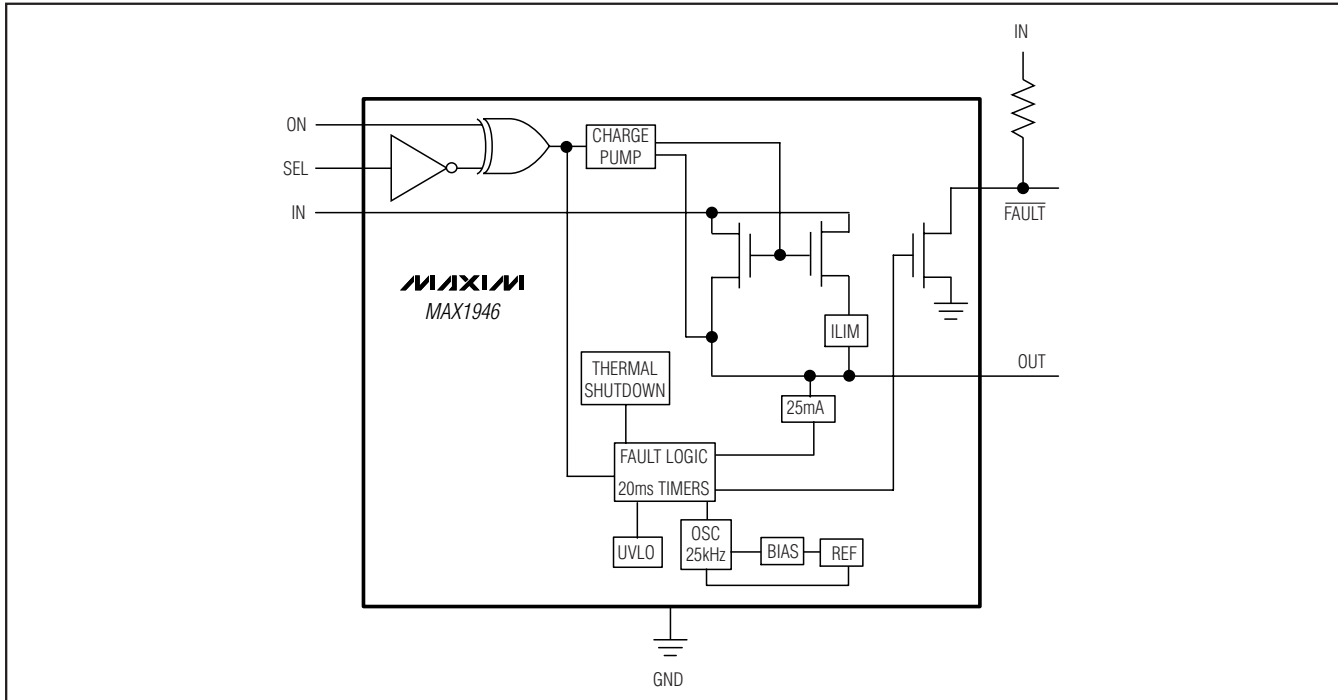 IN
ON
CHARGE
PUMP
SEL
IN
FAULT
MAXIM
MAX1946
ILIM
THERMAL
SHUTDOWN
OUT
25mA
FAULT LOGIC
20ms TIMERS
UVLO
OSC
25kHz
BIAS
REF
GND